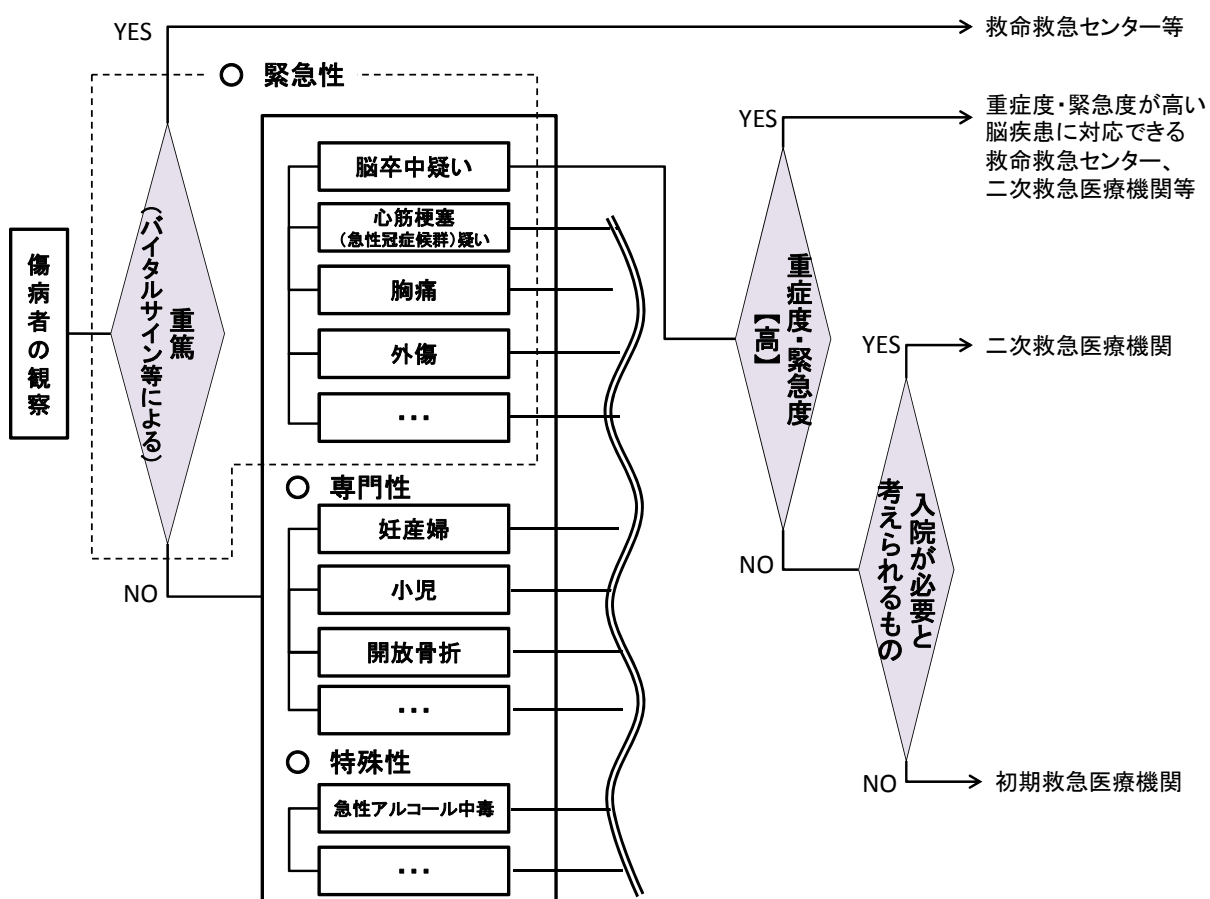 YES
救命救急センター等
○ 緊急性
傷病者の観察
重篤
（バイタルサイン等による）
NO
脳卒中疑い
心筋梗塞
（急性冠症候群）疑い
胸痛
外傷
・・・
○ 専門性
妊産婦
小児
開放骨折
・・・
○ 特殊性
急性アルコール中毒
・・・
重症度・緊急度
【高】
YES
重症度・緊急度が高い
脳疾患に対応できる
救命救急センター、
二次救急医療機関等
NO
入院が必要と
考えられるもの
YES
二次救急医療機関
NO
初期救急医療機関